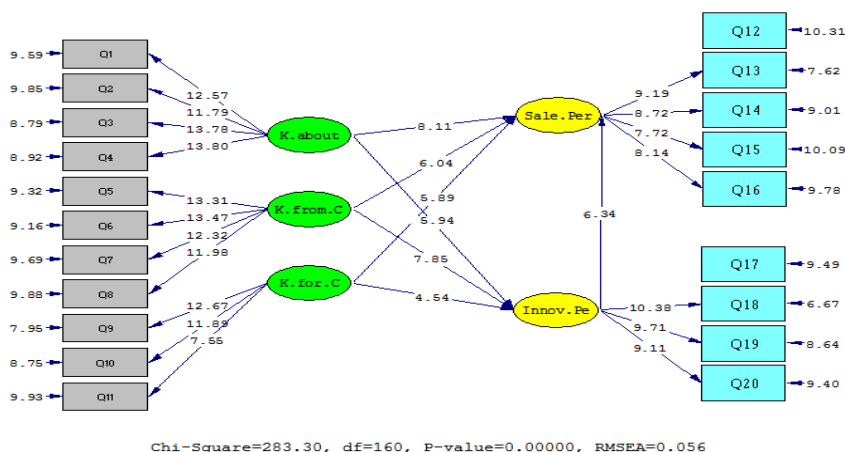 9.59 Q1
9.85 Q2
8.79 Q3
8.92 Q4
9.32 Q5
9.16 Q6
9.69 Q7
9.88 Q8
7.95 Q9
8.75 Q10
9.93 Q11
12.57
11.79
13.78
13.80
13.31
13.47
12.32
11.98
12.67
11.89
7.55
K.about
K.from.C
K.for.C
8.11
6.04
5.89
5.94
7.85
4.54
Sale.Per
6.34
Innov.Pe
9.19
8.72
7.72
8.14
10.38
9.71
9.11
Q12 10.31
Q13 7.62
Q14 9.01
Q15 10.09
Q16 9.78
Q17 9.49
Q18 6.67
Q19 8.64
Q20 9.40
Chi-Square=283.30, df=160, P-value=0.00000, RMSEA=0.056